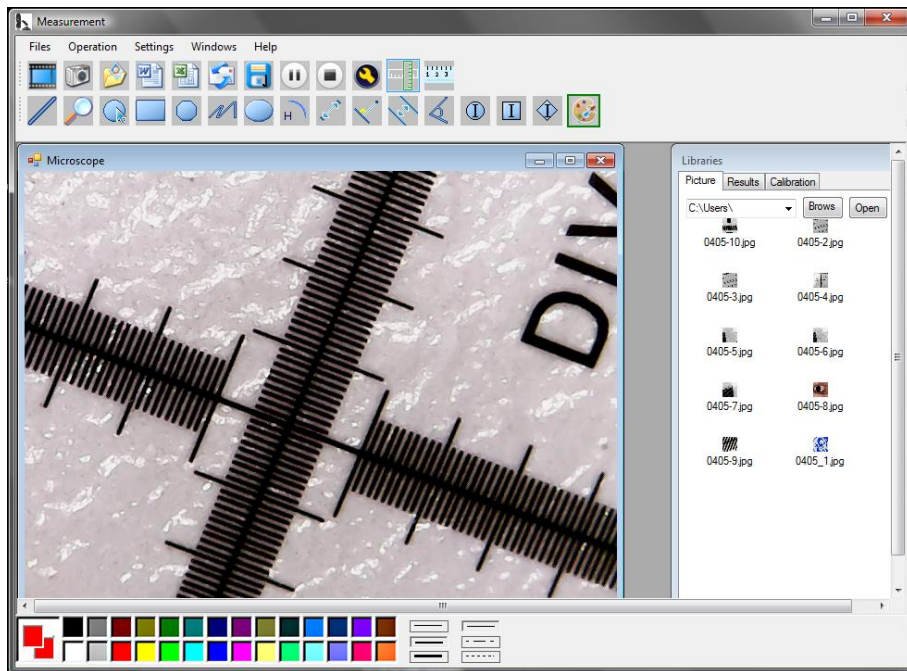 Measurement
Files Operation Settings Windows Help
1 2 3
H
Microscope
DIV
Libraries
Picture Results Calibration
C:\Users\ Brows Open
0405-10.jpg 0405-2.jpg
0405-3.jpg 0405-4.jpg
0405-5.jpg 0405-6.jpg
0405-7.jpg 0405-8.jpg
0405-9.jpg 0405_1.jpg